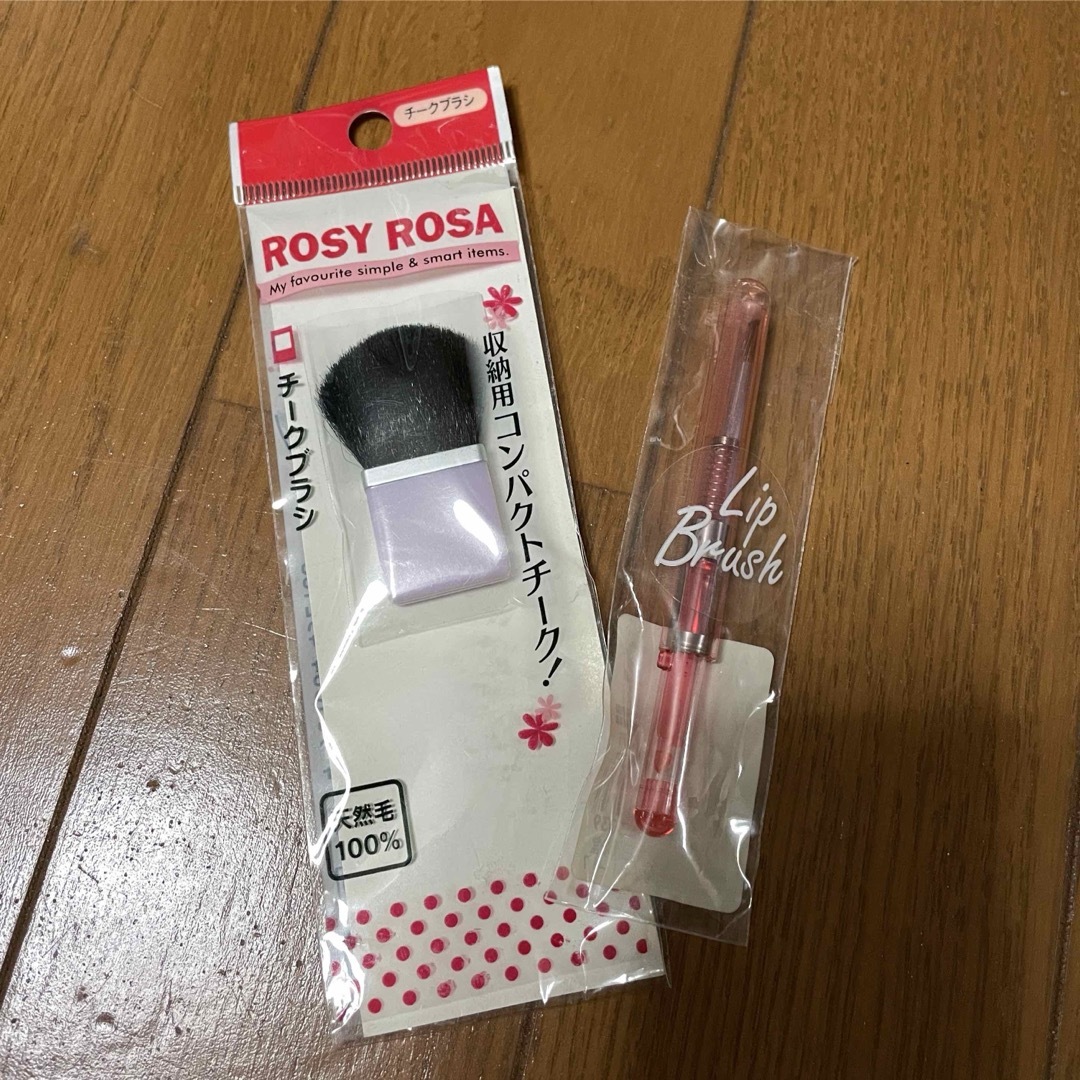 チークブラシ
ROSY ROSA
My favourite simple & smart items.
チークブラシ
収納用コンパクトチーク!
天然毛
100%
Lip
Brush